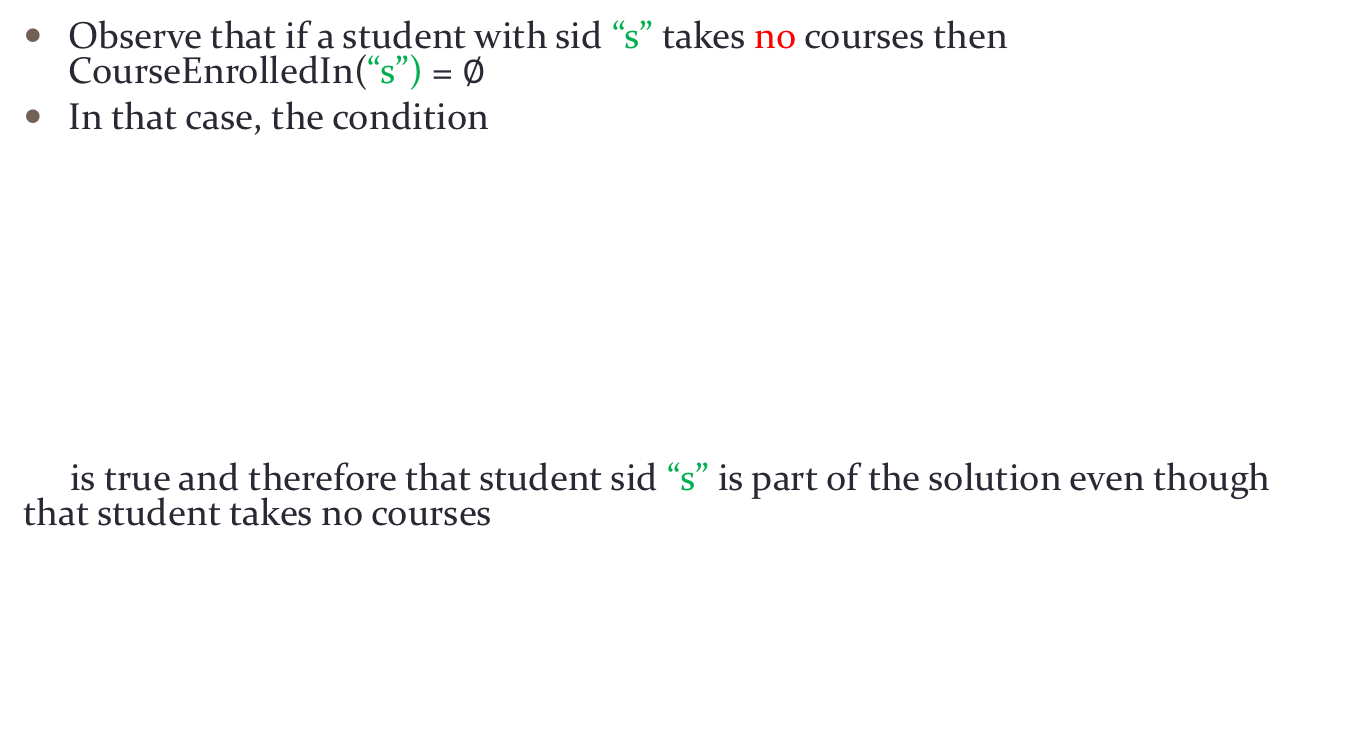 • Observe that if a student with sid “s” takes no courses then
CourseEnrolledIn(“s”) = ∅
• In that case, the condition
is true and therefore that student sid “s” is part of the solution even though
that student takes no courses